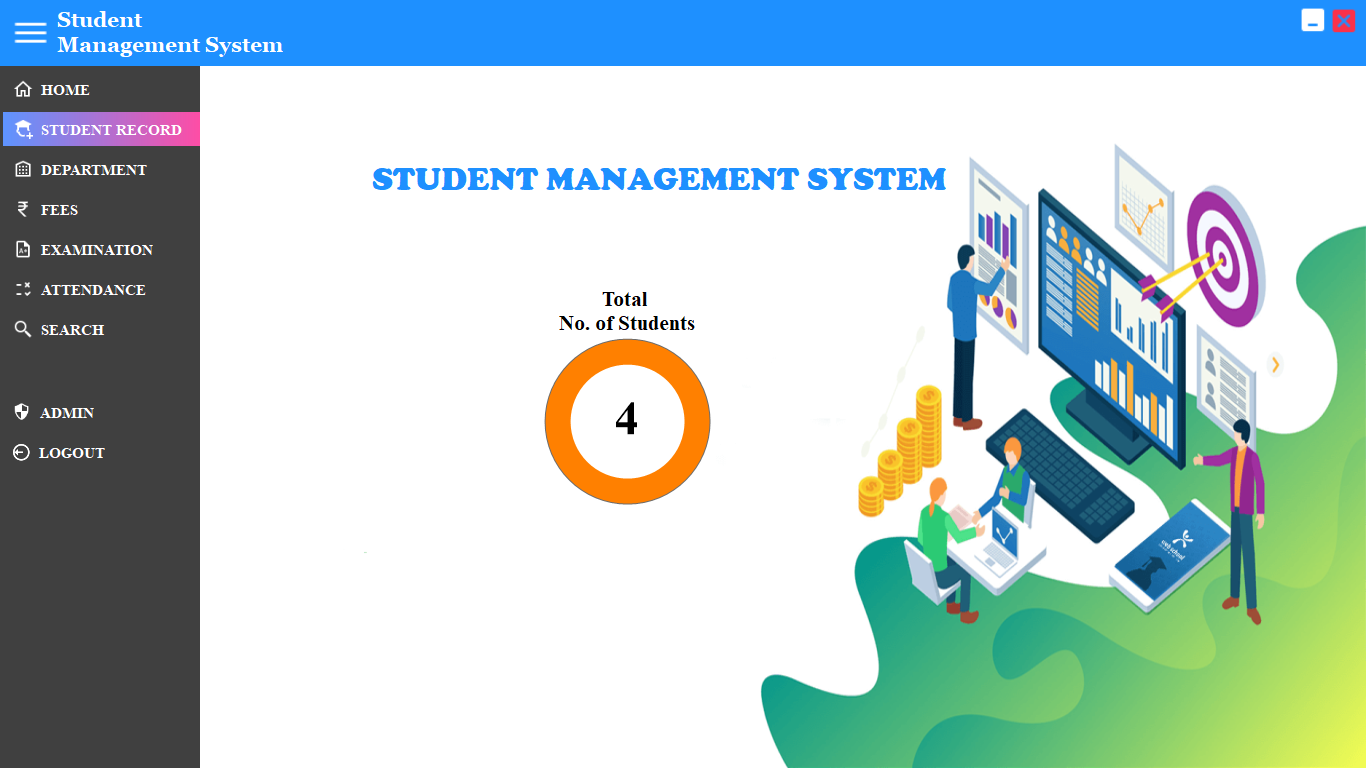 Student
Management System
HOME
STUDENT RECORD
DEPARTMENT
FEES
EXAMINATION
ATTENDANCE
SEARCH
ADMIN
LOGOUT
STUDENT MANAGEMENT SYSTEM
Total
No. of Students
4